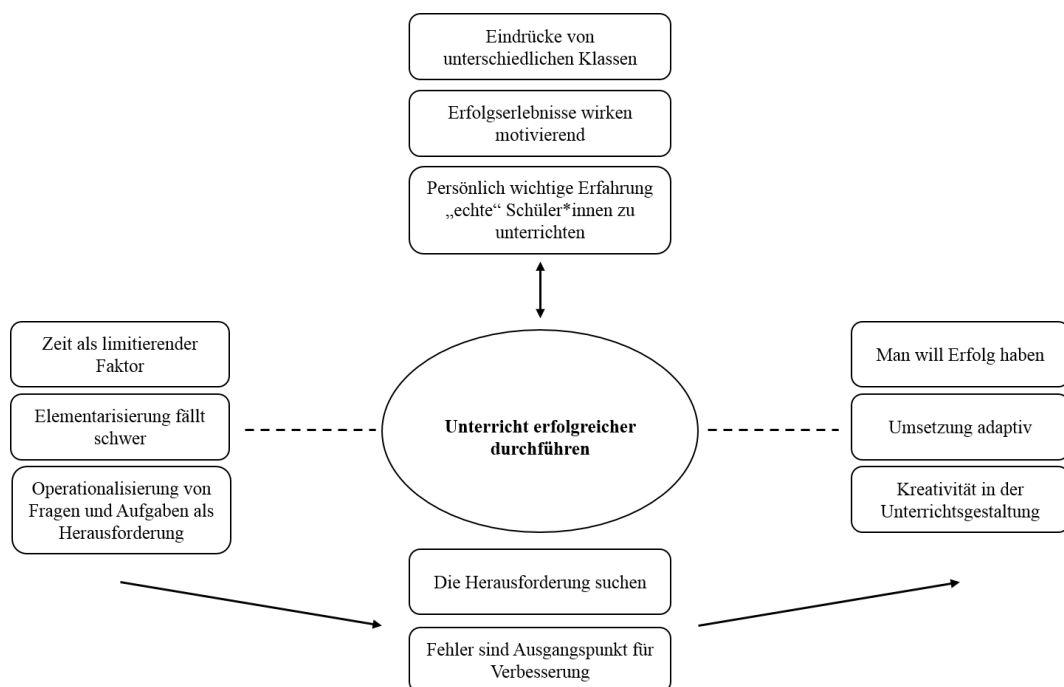 Eindrücke von
unterschiedlichen Klassen
Erfolgserlebnisse wirken
motivierend
Persönlich wichtige Erfahrung
„echte“ Schüler*innen zu
unterrichten
Zeit als limitierender
Faktor
Elementarisierung fällt
schwer
Operationalisierung von
Fragen und Aufgaben als
Herausforderung
Unterricht erfolgreicher
durchführen
Man will Erfolg haben
Umsetzung adaptiv
Kreativität in der
Unterrichtsgestaltung
Die Herausforderung suchen
Fehler sind Ausgangspunkt für
Verbesserung